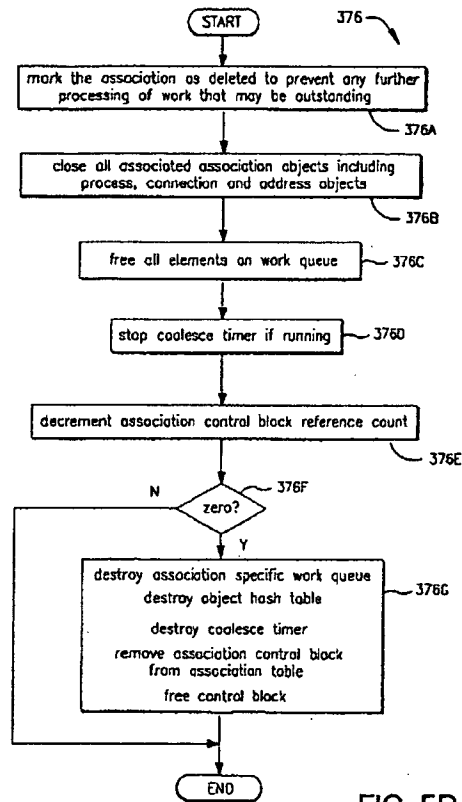 START
376
mark the association as deleted to prevent any further
processing of work that may be outstanding
376A
close all associated association objects including
process, connection and address objects
376B
free all elements on work queue
376C
stop coalesce timer if running
376D
decrement association control block reference count
376E
376F
N
zero?
Y
destroy association specific work queue
destroy object hash table
376G
destroy coalesce timer
remove association control block
from association table
free control block
END